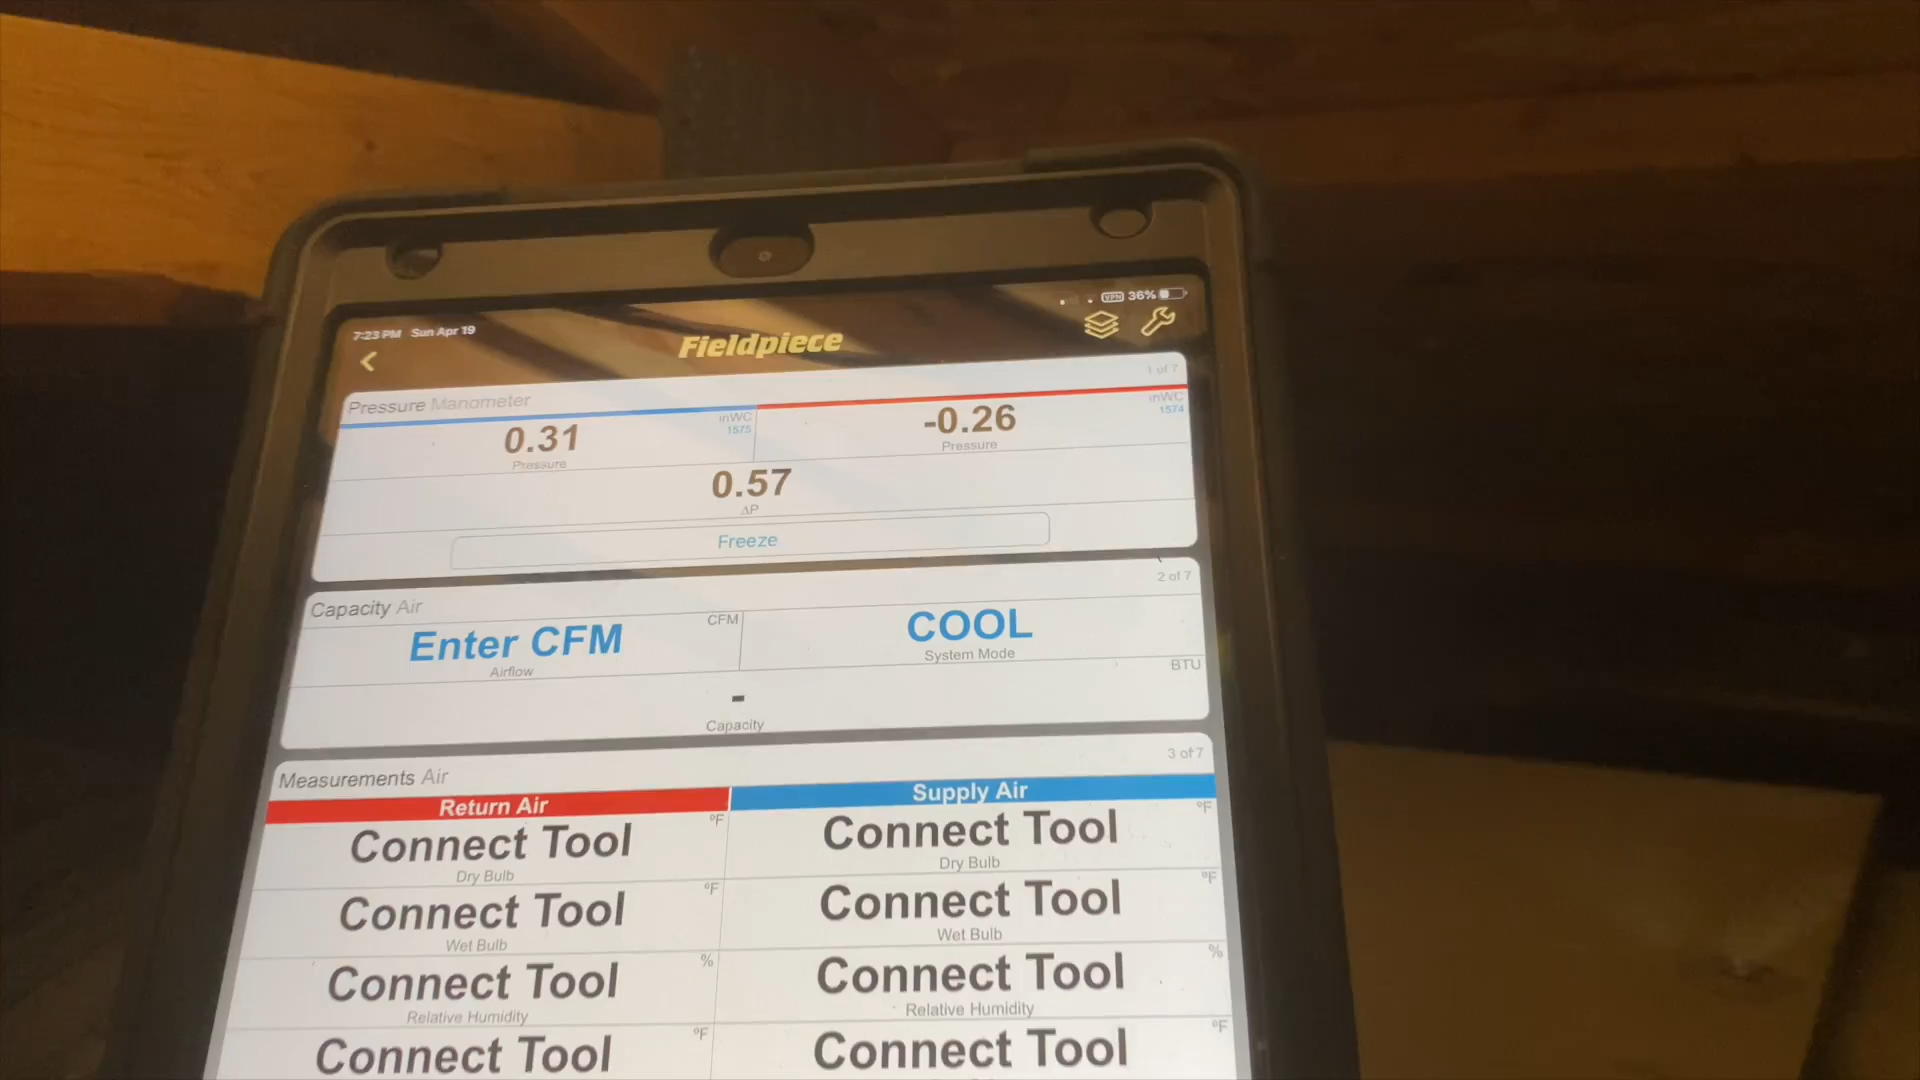 7:23 PM Sun Apr 19
VPN 36%
Fieldpiece
1 of 7
Pressure Manometer
0.31
inWC
1575
Pressure
-0.26
inWC
1574
Pressure
0.57
ΔP
Freeze
2 of 7
Capacity Air
Enter CFM
CFM
Airflow
COOL
System Mode
BTU
-
Capacity
3 of 7
Measurements Air
Return Air
Supply Air
Connect Tool
°F
Dry Bulb
Connect Tool
°F
Dry Bulb
Connect Tool
°F
Wet Bulb
Connect Tool
°F
Wet Bulb
Connect Tool
%
Relative Humidity
Connect Tool
%
Relative Humidity
Connect Tool
°F
Connect Tool
°F